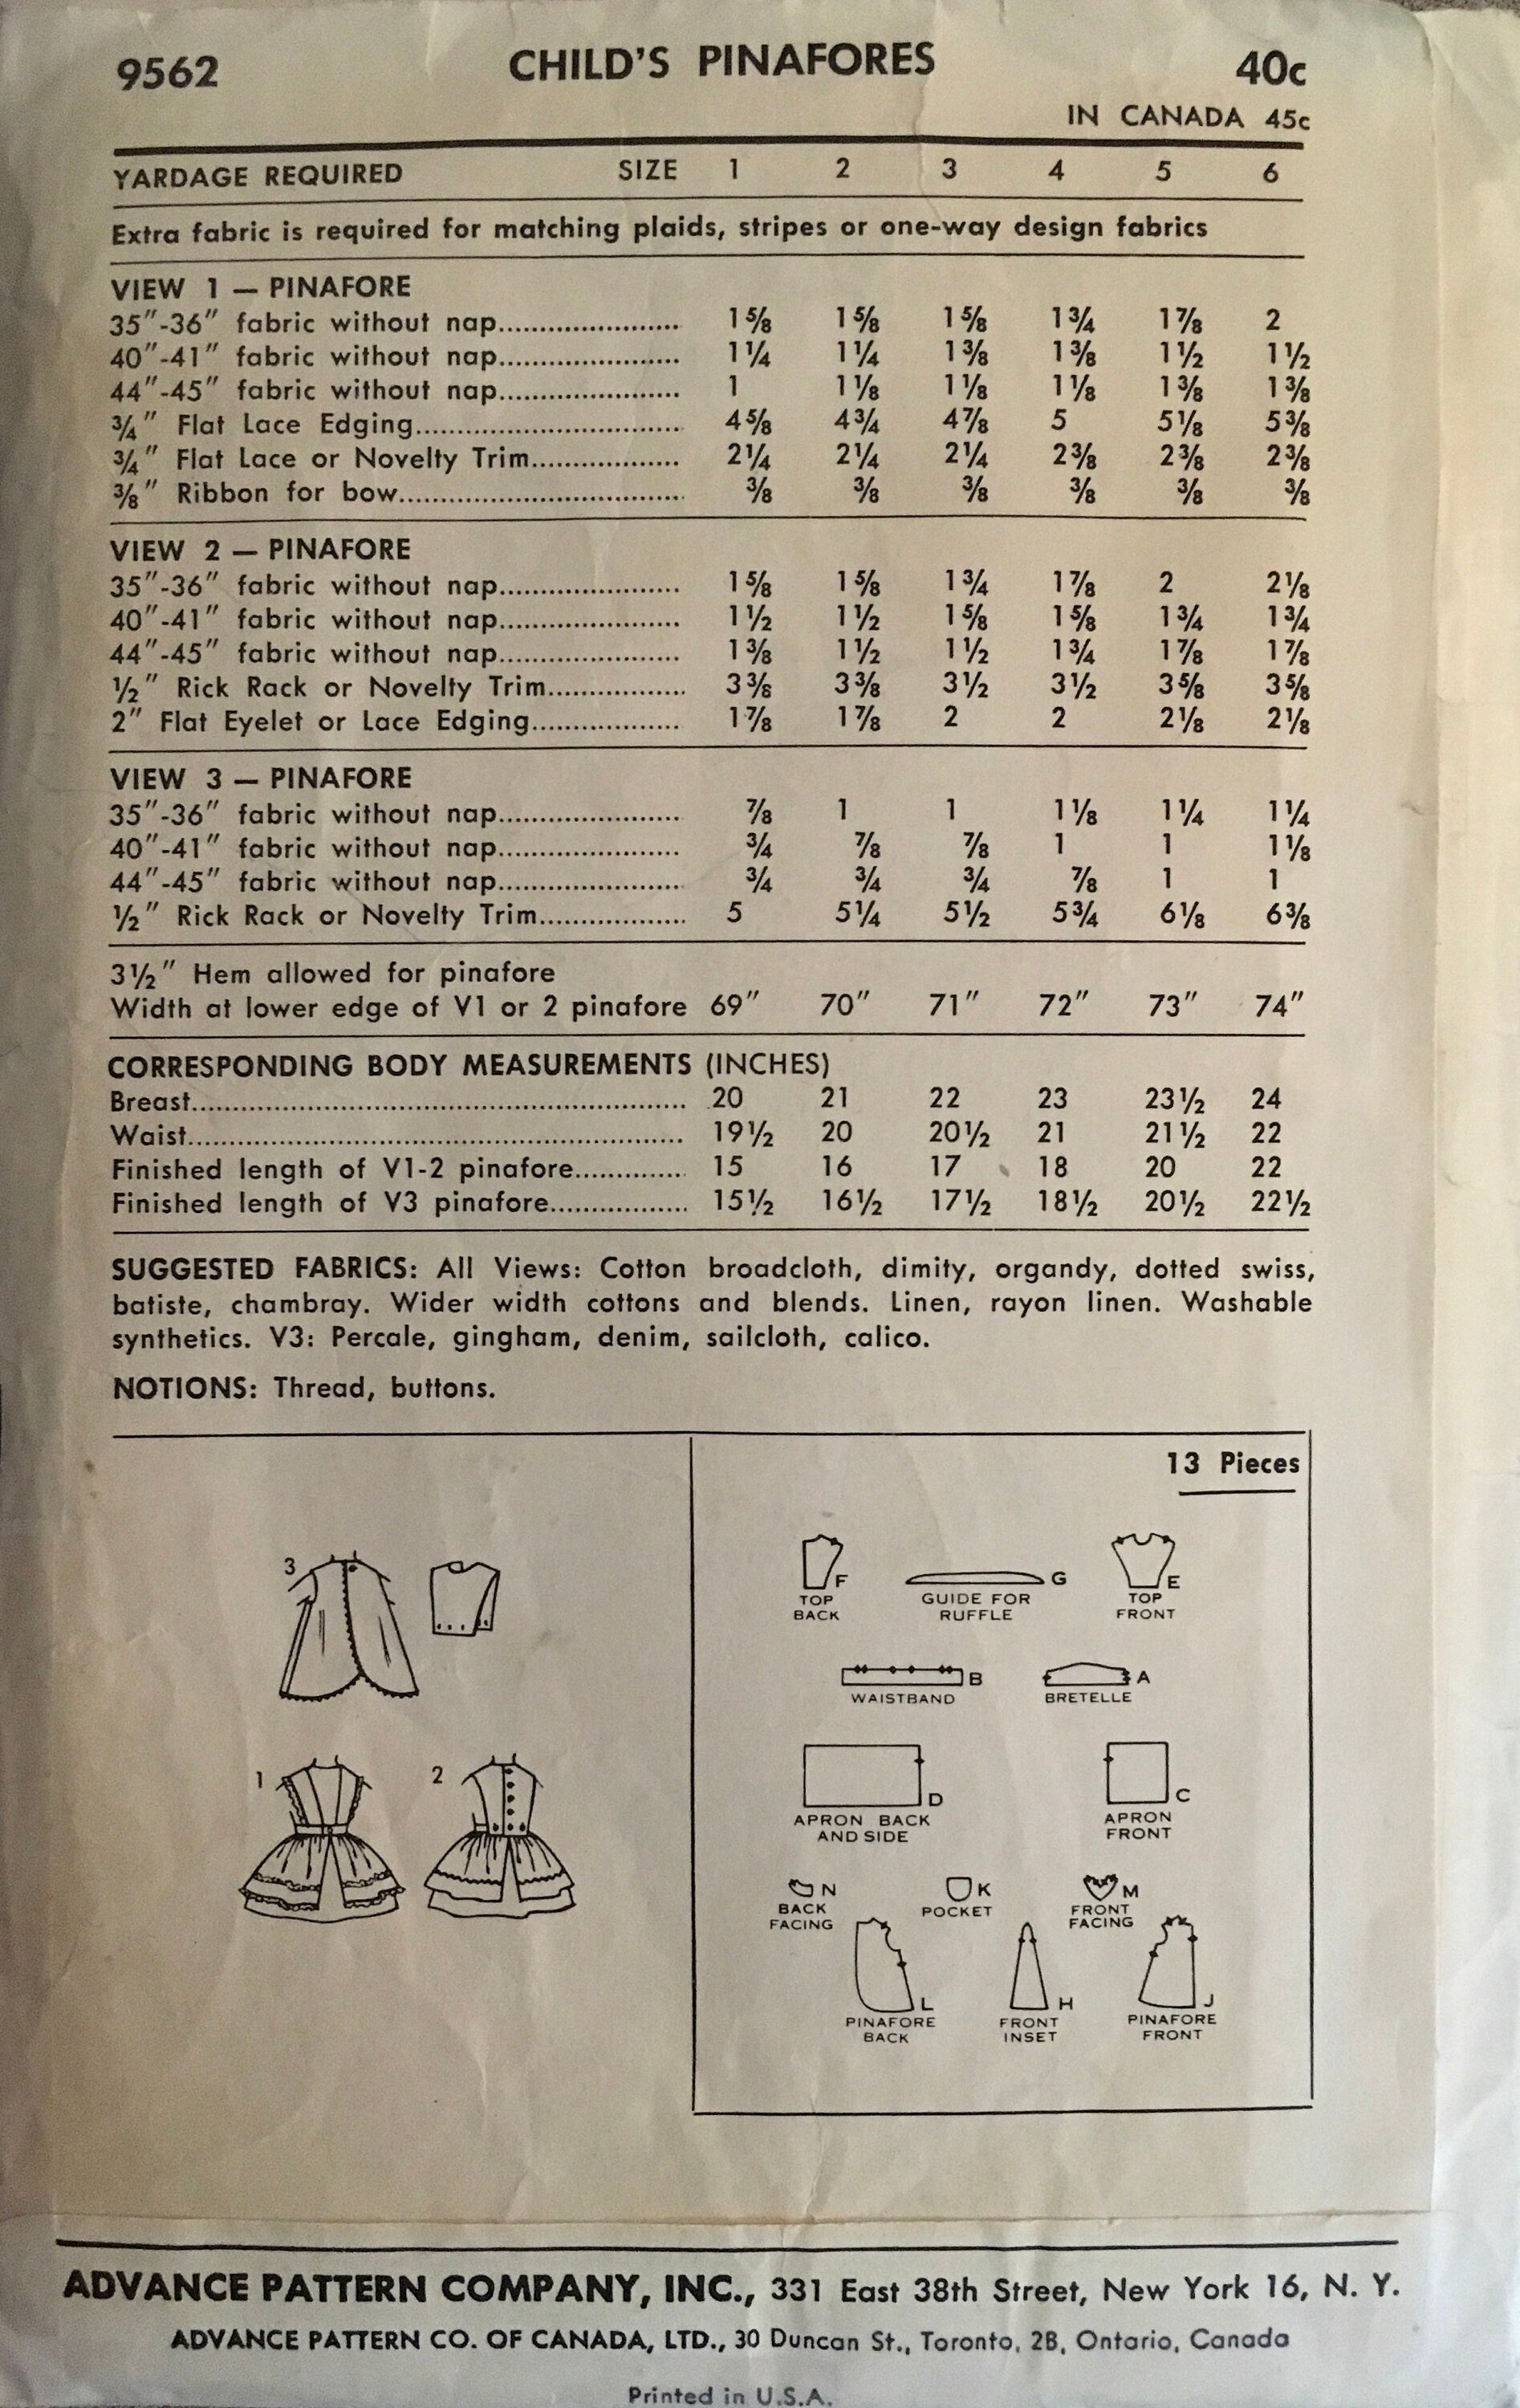 9562 CHILD'S PINAFORES 40c
IN CANADA 45c
YARDAGE REQUIRED SIZE 1 2 3 4 5 6
Extra fabric is required for matching plaids, stripes or one-way design fabrics
VIEW 1 — PINAFORE
35"-36" fabric without nap.......................... 1⅝ 1⅝ 1⅝ 1¾ 1⅞ 2
40"-41" fabric without nap.......................... 1¼ 1¼ 1⅜ 1⅜ 1½ 1½
44"-45" fabric without nap.......................... 1 1⅛ 1⅛ 1⅛ 1⅜ 1⅜
¾" Flat Lace Edging...................................... 4⅝ 4¾ 4⅞ 5 5⅛ 5⅜
¾" Flat Lace or Novelty Trim..................... 2¼ 2¼ 2¼ 2⅜ 2⅜ 2⅜
⅜" Ribbon for bow........................................ ⅜ ⅜ ⅜ ⅜ ⅜ ⅜
VIEW 2 — PINAFORE
35"-36" fabric without nap.......................... 1⅝ 1⅝ 1¾ 1⅞ 2 2⅛
40"-41" fabric without nap.......................... 1½ 1½ 1⅝ 1⅝ 1¾ 1¾
44"-45" fabric without nap.......................... 1⅜ 1½ 1½ 1¾ 1⅞ 1⅞
½" Rick Rack or Novelty Trim................... 3⅜ 3⅜ 3½ 3½ 3⅝ 3⅝
2" Flat Eyelet or Lace Edging..................... 1⅞ 1⅞ 2 2 2⅛ 2⅛
VIEW 3 — PINAFORE
35"-36" fabric without nap.......................... ⅞ 1 1 1⅛ 1¼ 1¼
40"-41" fabric without nap.......................... ¾ ⅞ ⅞ 1 1 1⅛
44"-45" fabric without nap.......................... ¾ ¾ ¾ ⅞ 1 1
½" Rick Rack or Novelty Trim................... 5 5¼ 5½ 5¾ 6⅛ 6⅜
3½" Hem allowed for pinafore
Width at lower edge of V1 or 2 pinafore 69" 70" 71" 72" 73" 74"
CORRESPONDING BODY MEASUREMENTS (INCHES)
Breast.............................................................. 20 21 22 23 23½ 24
Waist............................................................... 19½ 20 20½ 21 21½ 22
Finished length of V1-2 pinafore.............. 15 16 17 18 20 22
Finished length of V3 pinafore................. 15½ 16½ 17½ 18½ 20½ 22½
SUGGESTED FABRICS: All Views: Cotton broadcloth, dimity, organdy, dotted swiss,
batiste, chambray. Wider width cottons and blends. Linen, rayon linen. Washable
synthetics. V3: Percale, gingham, denim, sailcloth, calico.
NOTIONS: Thread, buttons.
3
1 2
13 Pieces
F G E
TOP BACK
GUIDE FOR RUFFLE
TOP FRONT
B A
WAISTBAND BRETELLE
D C
APRON BACK AND SIDE
APRON FRONT
N K M
BACK FACING
POCKET
FRONT FACING
L H J
PINAFORE BACK
FRONT INSET
PINAFORE FRONT
ADVANCE PATTERN COMPANY, INC., 331 East 38th Street, New York 16, N. Y.
ADVANCE PATTERN CO. OF CANADA, LTD., 30 Duncan St., Toronto, 2B, Ontario, Canada
Printed in U.S.A.